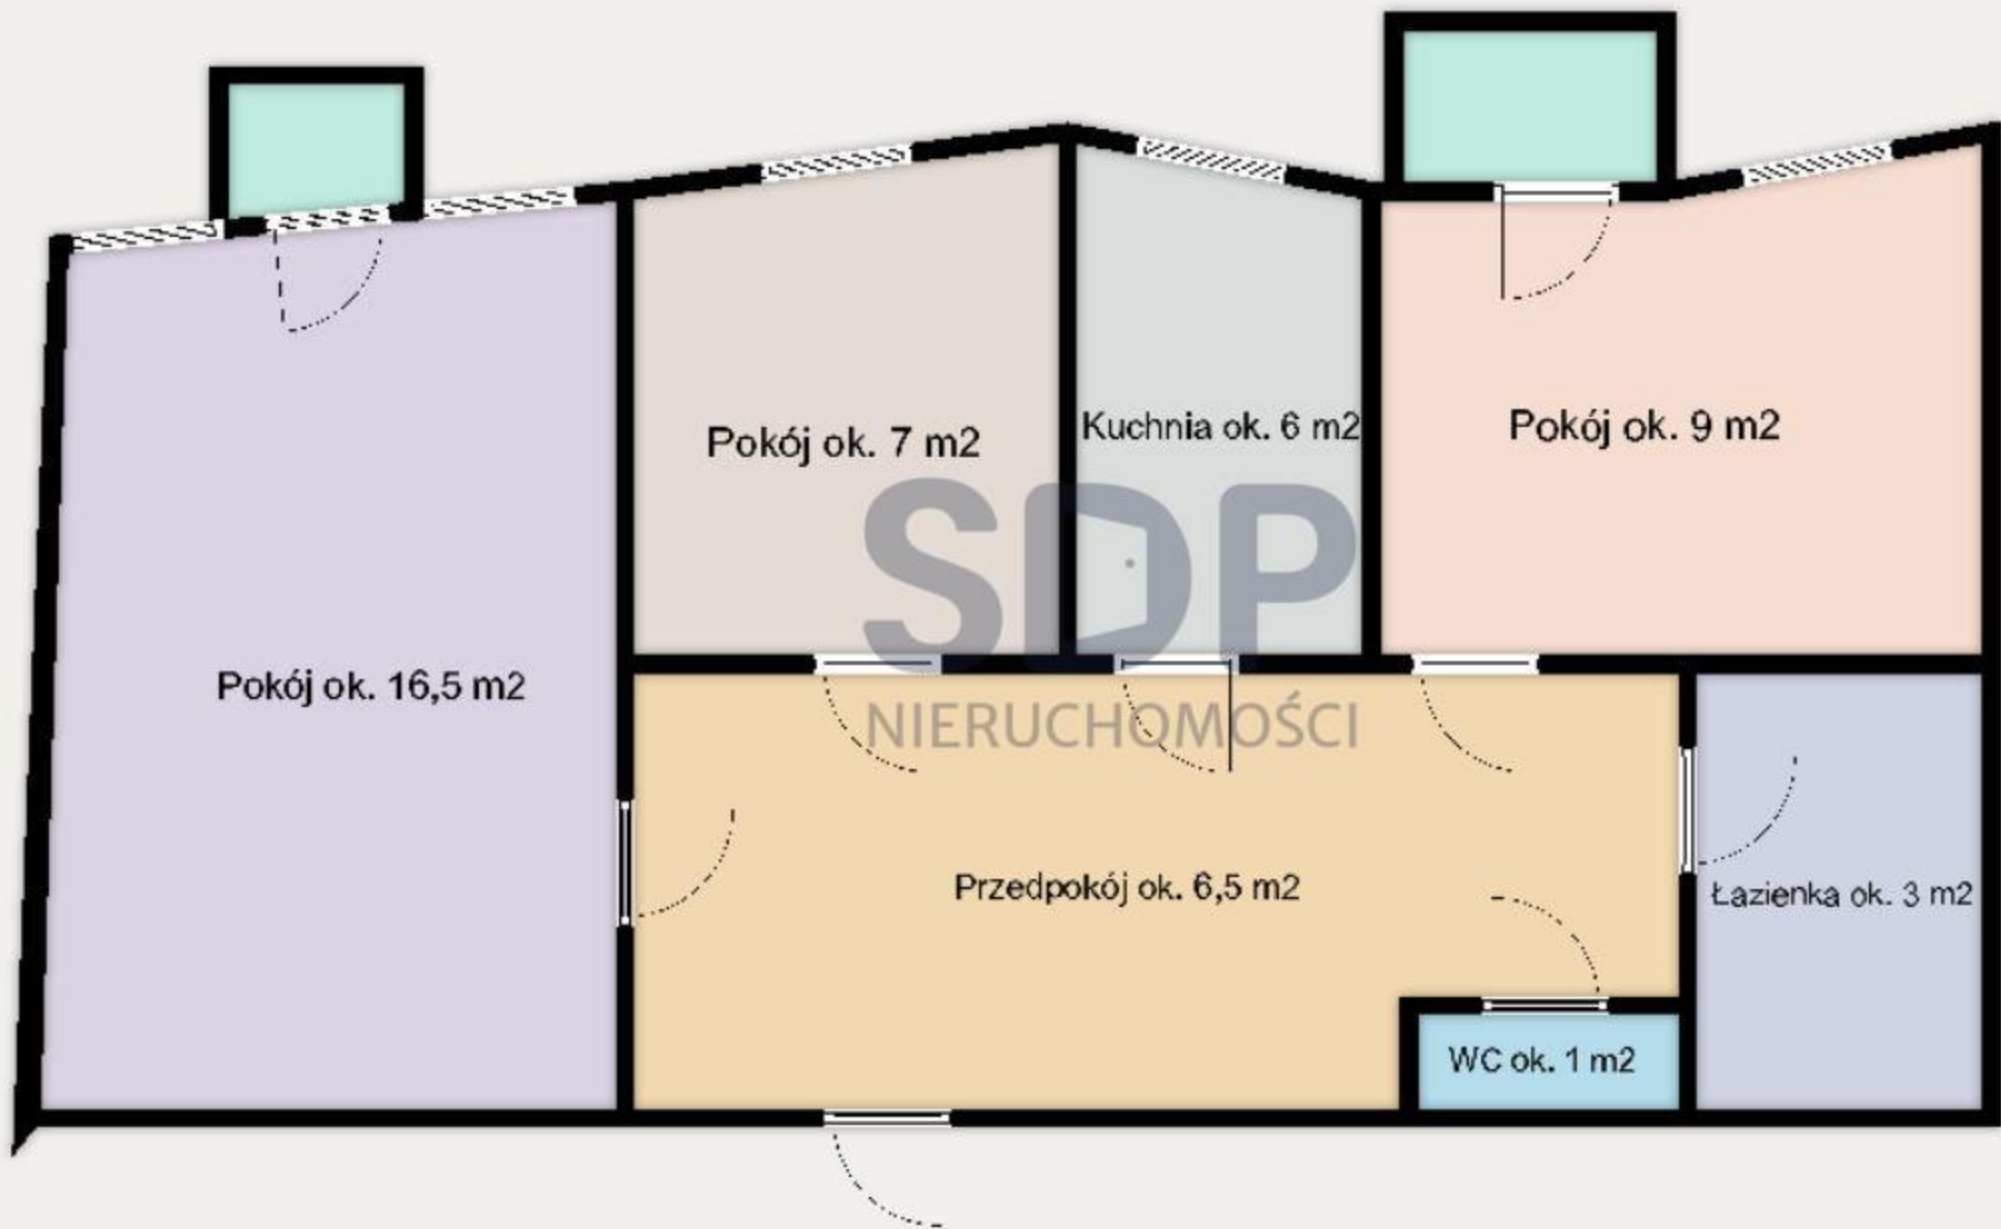 Pokój ok. 7 m2
Kuchnia ok. 6 m2
Pokój ok. 9 m2
SDP
NIERUCHOMOŚCI
Pokój ok. 16,5 m2
Przedpokój ok. 6,5 m2
Łazienka ok. 3 m2
WC ok. 1 m2